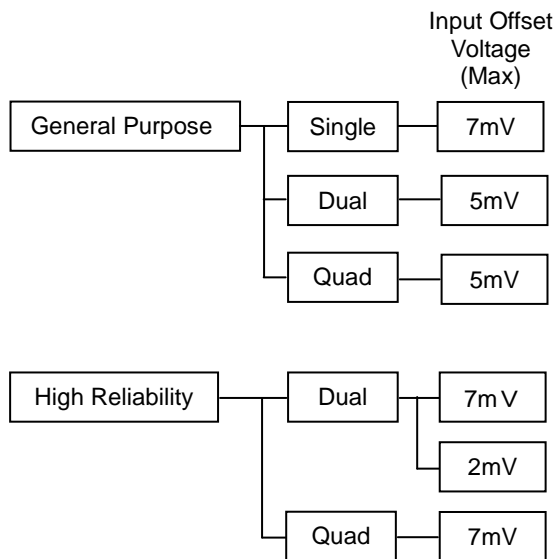 Input Offset
Voltage
(Max)
General Purpose
Single
7mV
Dual
5mV
Quad
5mV
High Reliability
Dual
7mV
2mV
Quad
7mV